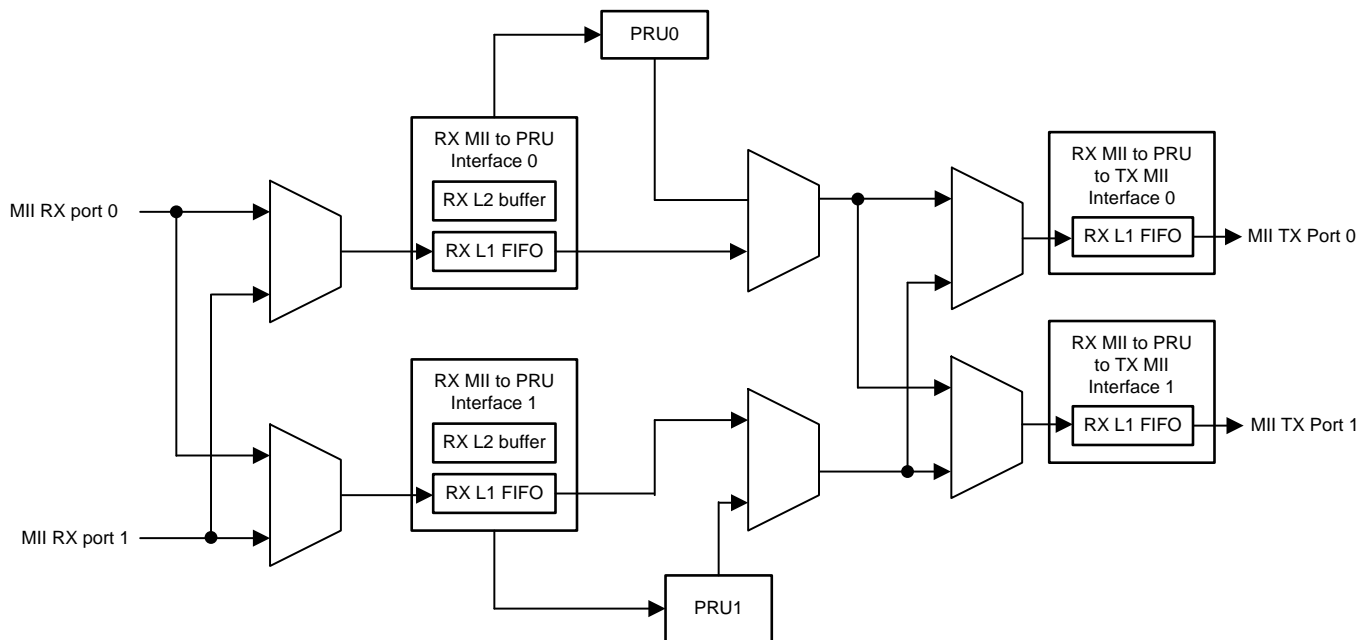 PRU0
RX MII to PRU
Interface 0
RX L2 buffer
RX L1 FIFO
MII RX port 0
RX MII to PRU
to TX MII
Interface 0
RX L1 FIFO
MII TX Port 0
RX MII to PRU
Interface 1
RX L2 buffer
RX L1 FIFO
MII RX port 1
RX MII to PRU
to TX MII
Interface 1
RX L1 FIFO
MII TX Port 1
PRU1